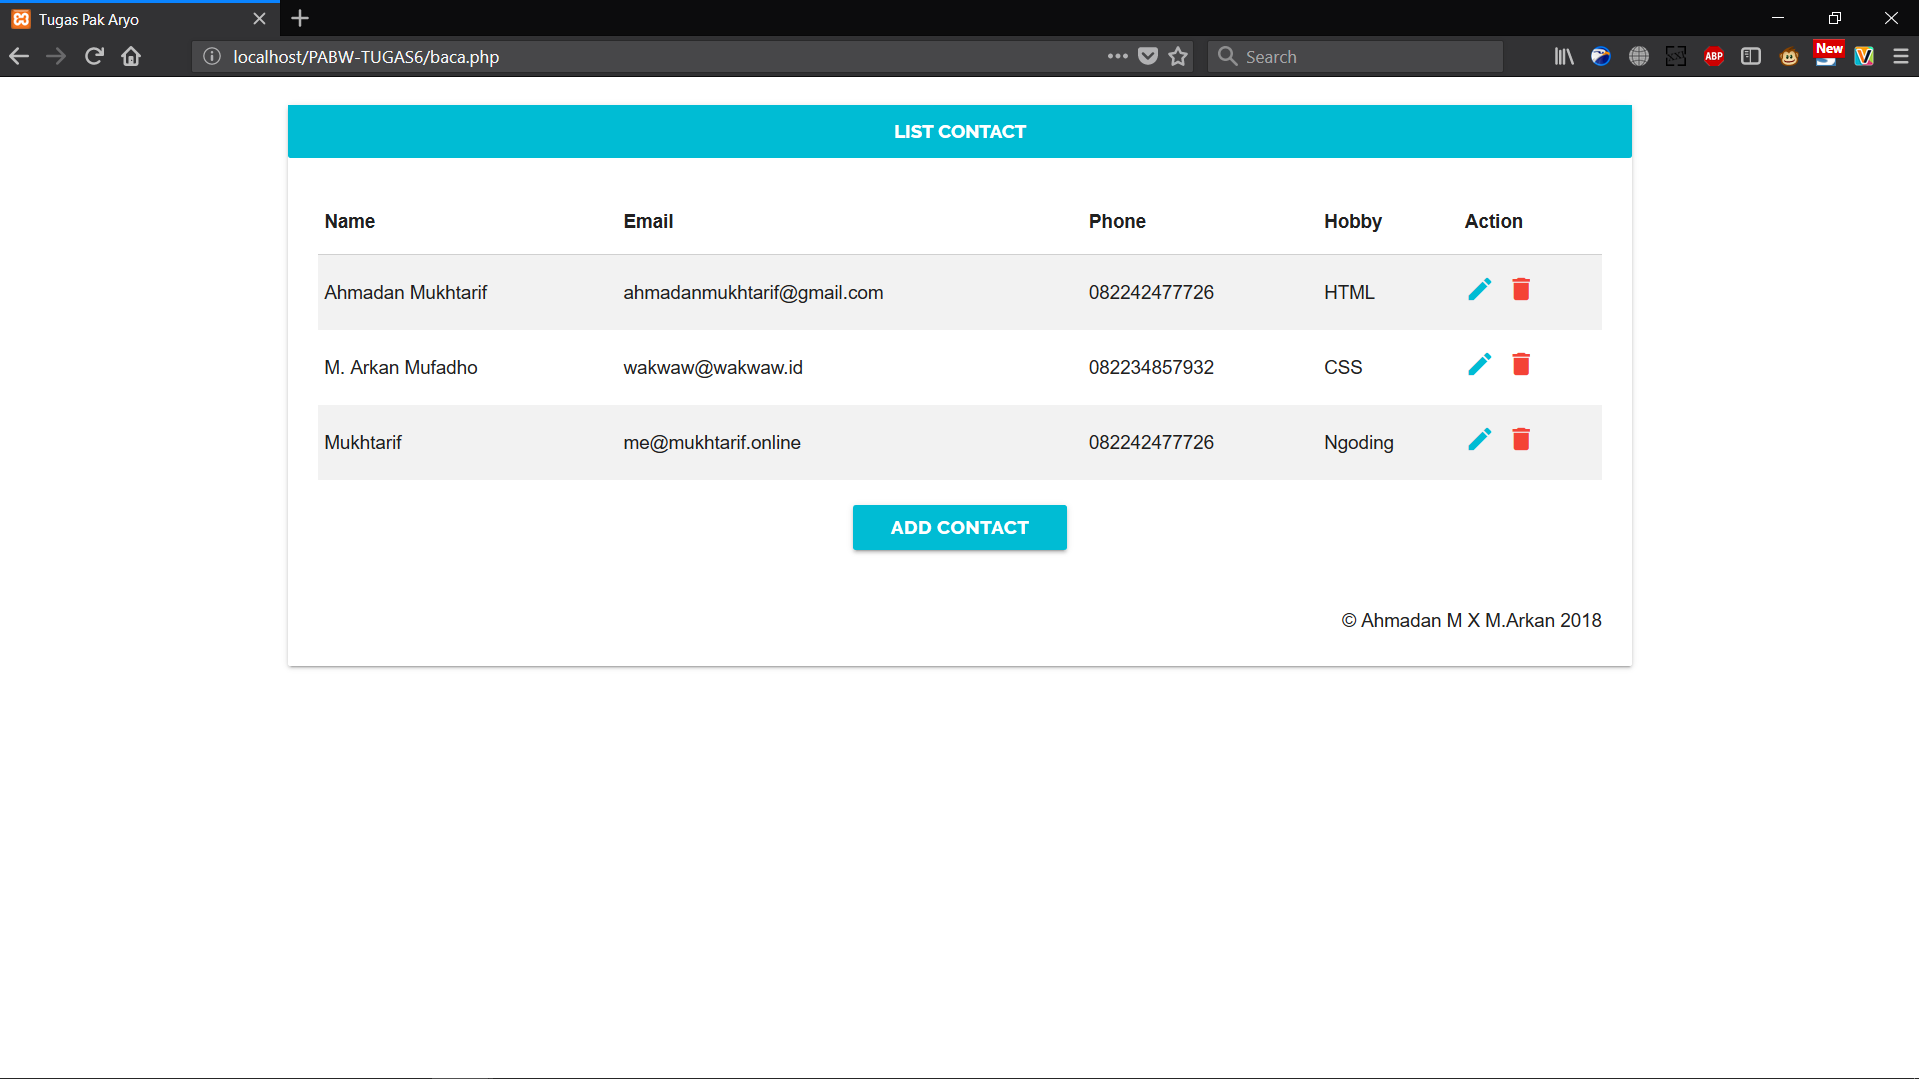 Tugas Pak Aryo
localhost/PABW-TUGAS6/baca.php
Search
ABP
New
LIST CONTACT
Name Email Phone Hobby Action
Ahmadan Mukhtarif ahmadanmukhtarif@gmail.com 082242477726 HTML
M. Arkan Mufadho wakwaw@wakwaw.id 082234857932 CSS
Mukhtarif me@mukhtarif.online 082242477726 Ngoding
ADD CONTACT
© Ahmadan M X M.Arkan 2018